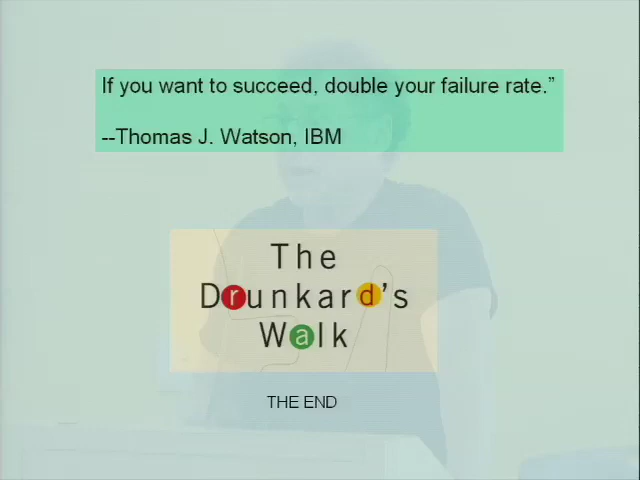 If you want to succeed, double your failure rate.”
--Thomas J. Watson, IBM
The
Drunkard’s
Walk
THE END